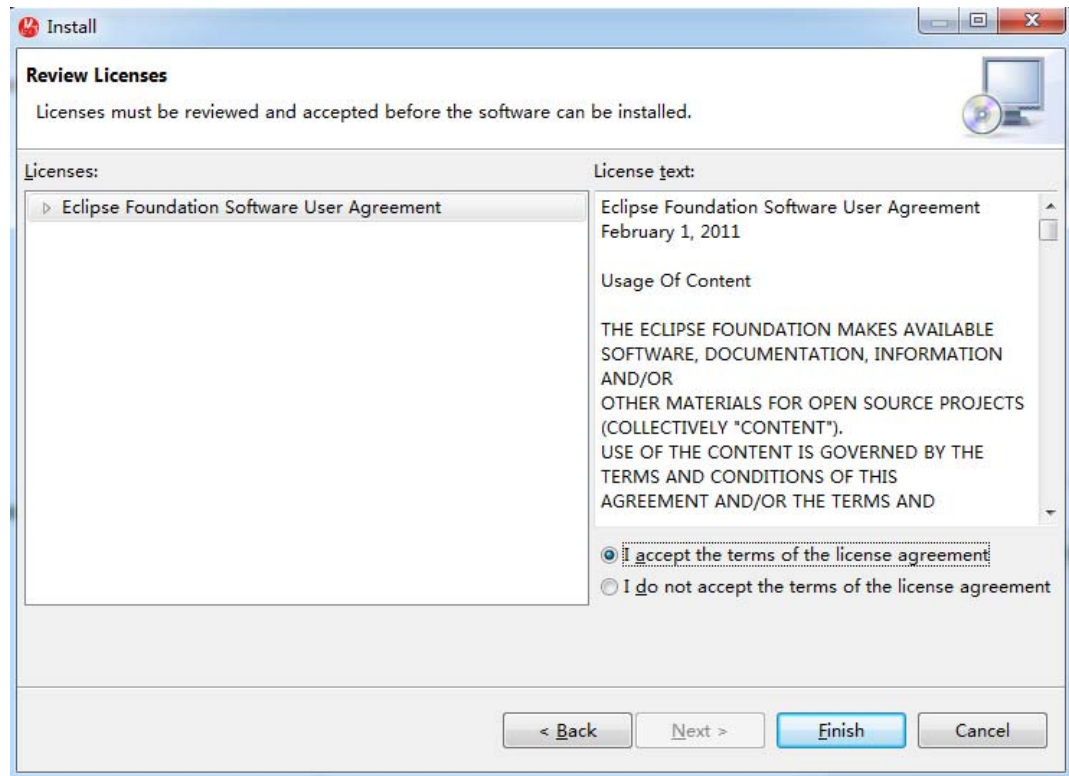 Install
Review Licenses
Licenses must be reviewed and accepted before the software can be installed.
Licenses:
Eclipse Foundation Software User Agreement
License text:
Eclipse Foundation Software User Agreement
February 1, 2011
Usage Of Content
THE ECLIPSE FOUNDATION MAKES AVAILABLE
SOFTWARE, DOCUMENTATION, INFORMATION
AND/OR
OTHER MATERIALS FOR OPEN SOURCE PROJECTS
(COLLECTIVELY "CONTENT").
USE OF THE CONTENT IS GOVERNED BY THE
TERMS AND CONDITIONS OF THIS
AGREEMENT AND/OR THE TERMS AND
I accept the terms of the license agreement
I do not accept the terms of the license agreement
< Back
Next >
Finish
Cancel